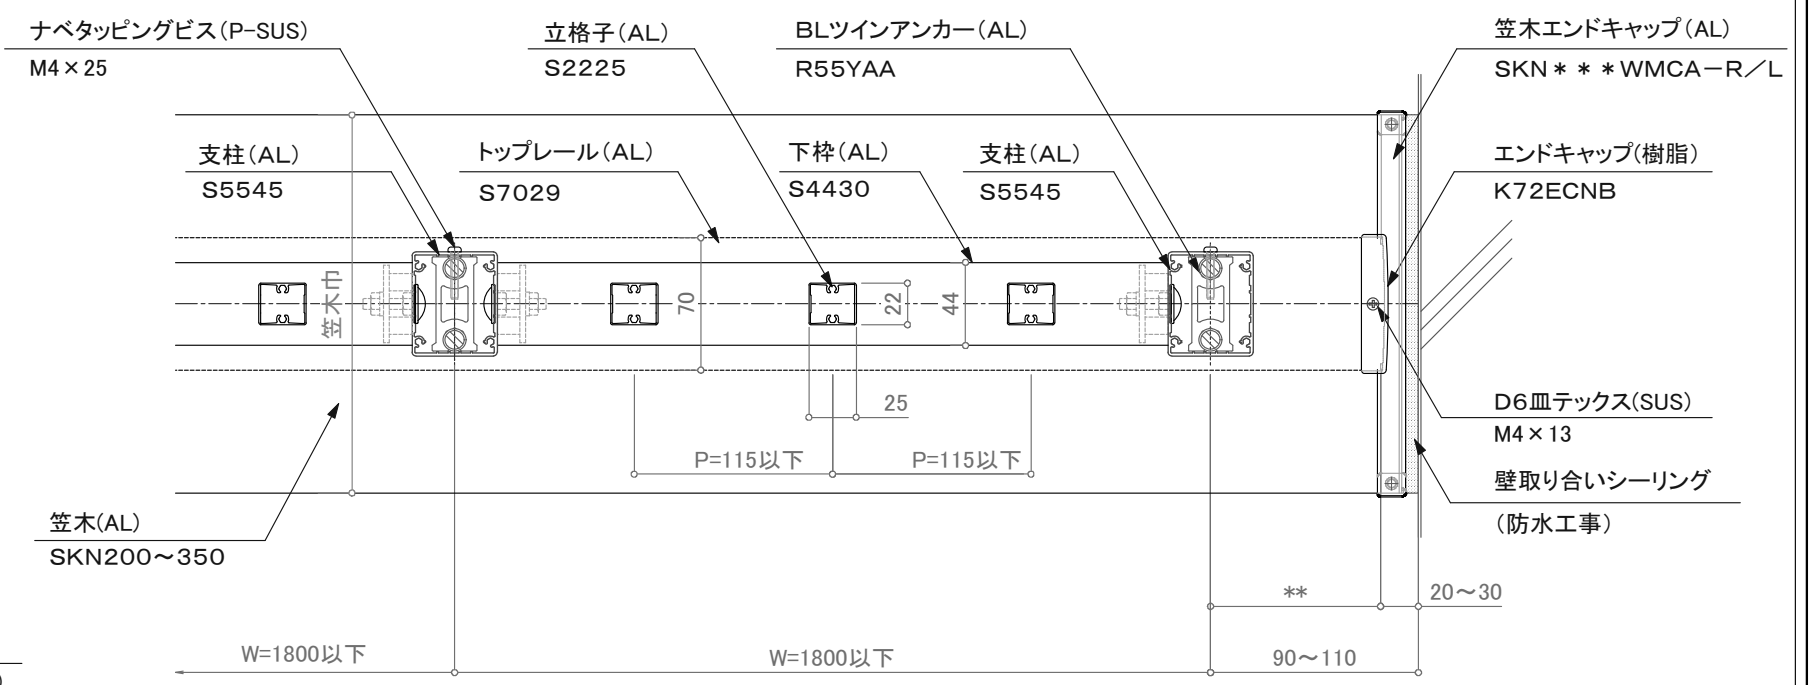 ナベタッピングビス(P-SUS)
M4×25
立格子(AL)
S2225
BLツインアンカー(AL)
R55YAA
笠木エンドキャップ(AL)
SKN＊＊＊WMCA－R／L
支柱(AL)
S5545
トップレール(AL)
S7029
下枠(AL)
S4430
支柱(AL)
S5545
エンドキャップ(樹脂)
K72ECNB
笠木巾
70
22
44
25
P=115以下
P=115以下
D6皿テックス(SUS)
M4×13
壁取り合いシーリング
(防水工事)
笠木(AL)
SKN200～350
**
20～30
W=1800以下
W=1800以下
90～110